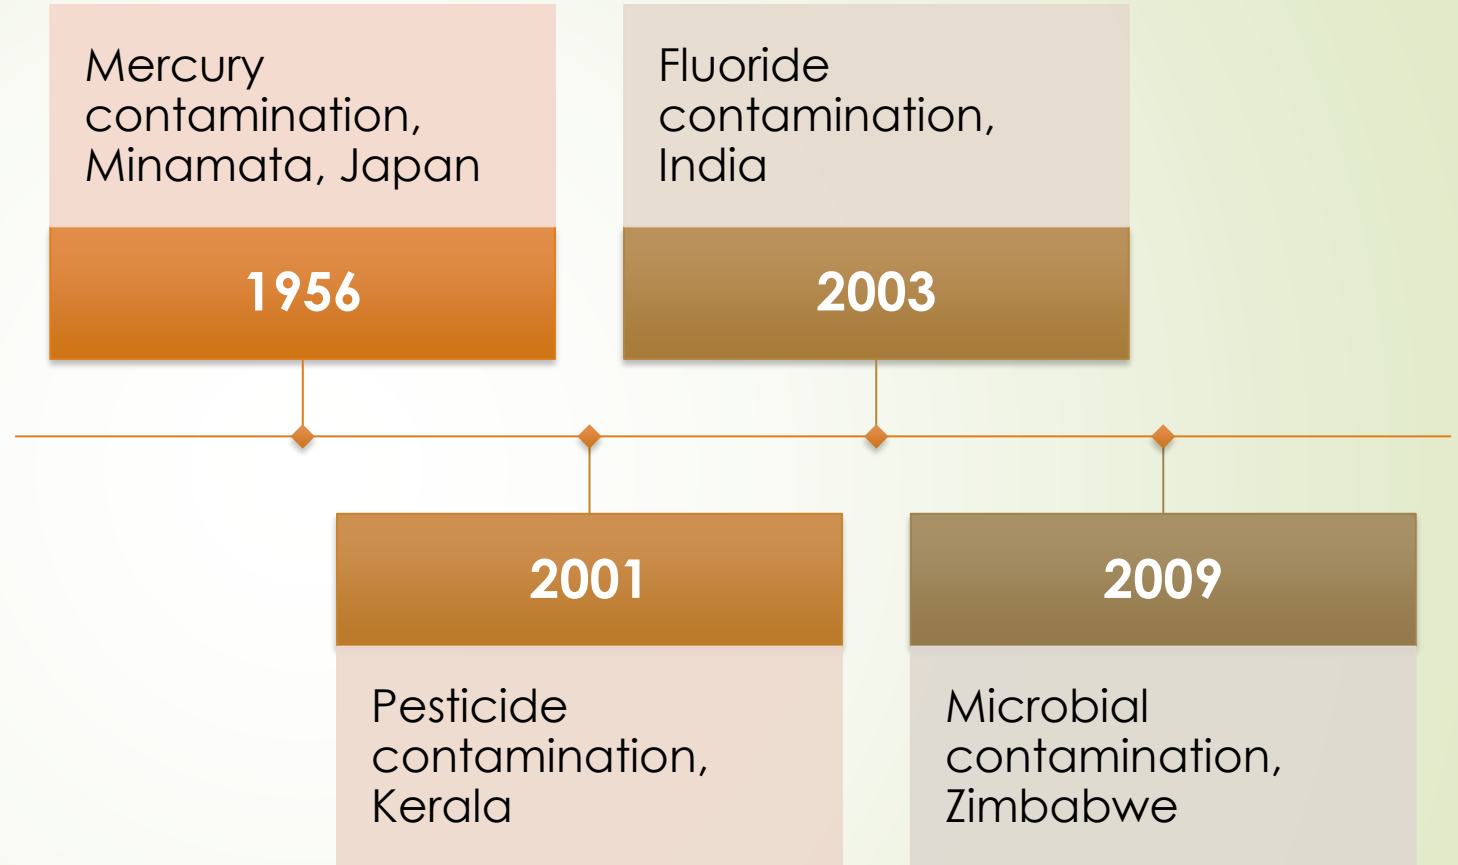 Mercury
contamination,
Minamata, Japan
1956
2001
Pesticide
contamination,
Kerala
Fluoride
contamination,
India
2003
2009
Microbial
contamination,
Zimbabwe